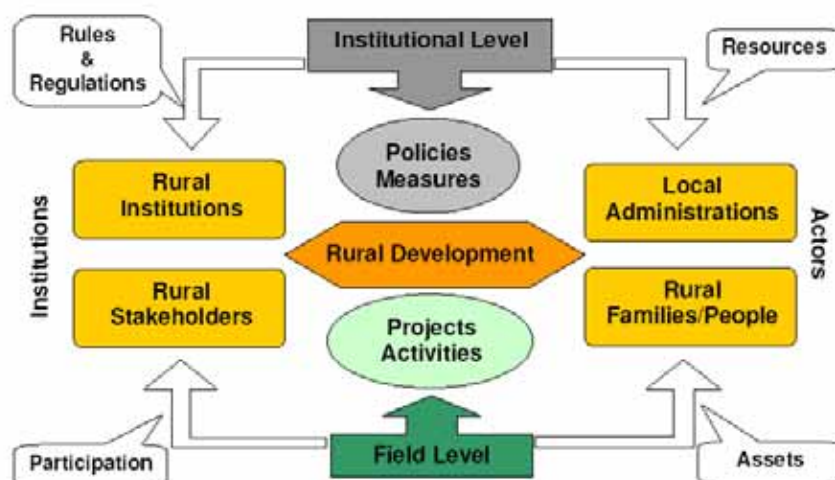 Rules
&
Regulations
Institutional Level
Resources
Policies
Measures
Rural
Institutions
Local
Administrations
Institutions
Rural Development
Actors
Rural
Stakeholders
Rural
Families/People
Projects
Activities
Participation
Field Level
Assets